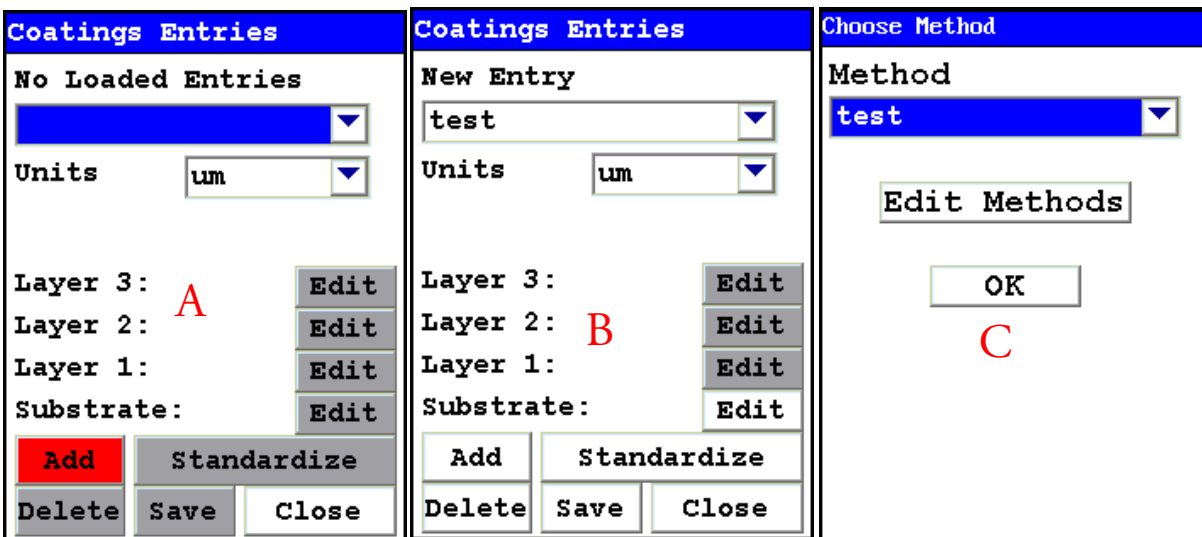 Coatings Entries
No Loaded Entries
Units um
Layer 3: Edit
Layer 2: Edit
Layer 1: Edit
Substrate: Edit
Add Standardize
Delete Save Close
A
Coatings Entries
New Entry
test
Units um
Layer 3: Edit
Layer 2: Edit
Layer 1: Edit
Substrate: Edit
Add Standardize
Delete Save Close
B
Choose Method
Method
test
Edit Methods
OK
C